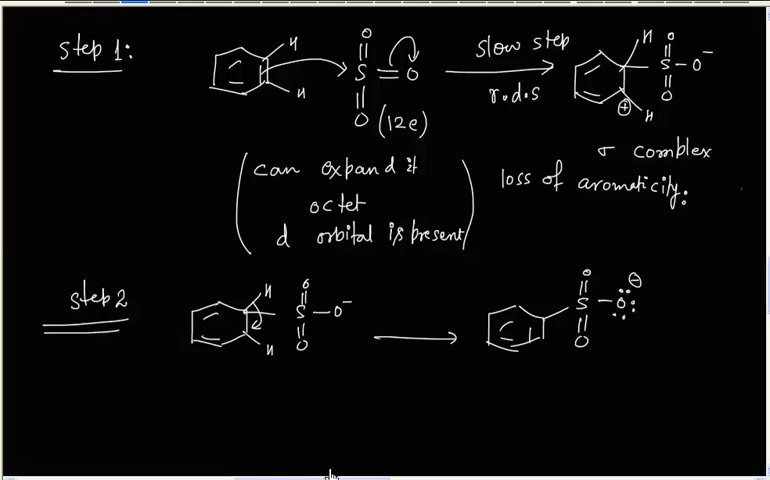 Step 1:
H
H
O
S = O
O (12e)
slow step
r.d.s
H O
S - O⁻
O
⊕
H
σ complex
loss of aromaticity.
(can expand it
octet
d orbital is present)
Step 2
H O
S - O⁻
H O
O ⊖
S - O
O